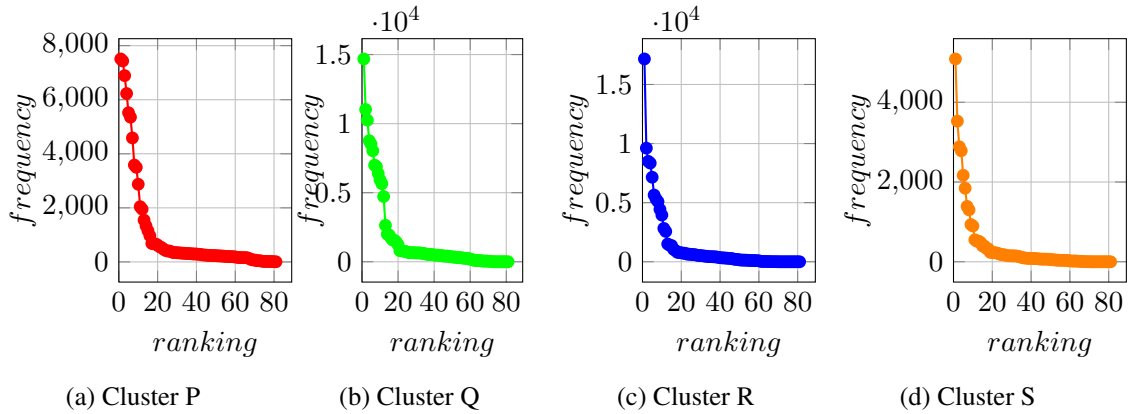 frequency
8,000
6,000
4,000
2,000
0
0 20 40 60 80
ranking
(a) Cluster P
·10^4
frequency
1.5
1
0.5
0
0 20 40 60 80
ranking
(b) Cluster Q
·10^4
frequency
1.5
1
0.5
0
0 20 40 60 80
ranking
(c) Cluster R
frequency
4,000
2,000
0
0 20 40 60 80
ranking
(d) Cluster S